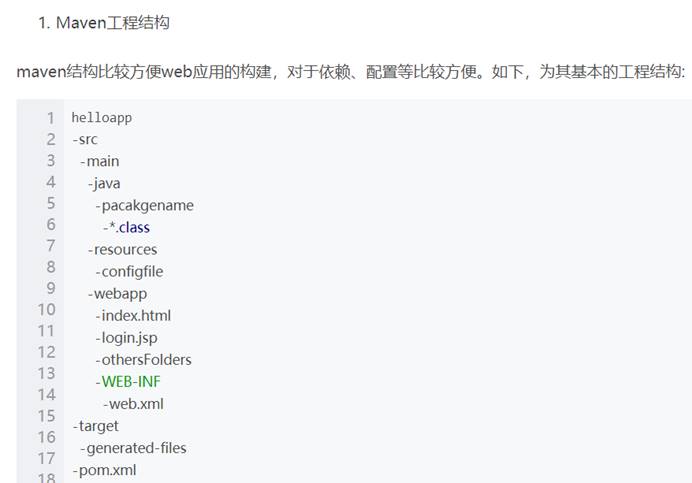 1. Maven工程结构
maven结构比较方便web应用的构建，对于依赖、配置等比较方便。如下，为其基本的工程结构:
1 helloapp
2 -src
3 -main
4 -java
5 -pacakgename
6 -*.class
7 -resources
8 -configfile
9 -webapp
10 -index.html
11 -login.jsp
12 -othersFolders
13 -WEB-INF
14 -web.xml
15 -target
16 -generated-files
17 -pom.xml
18